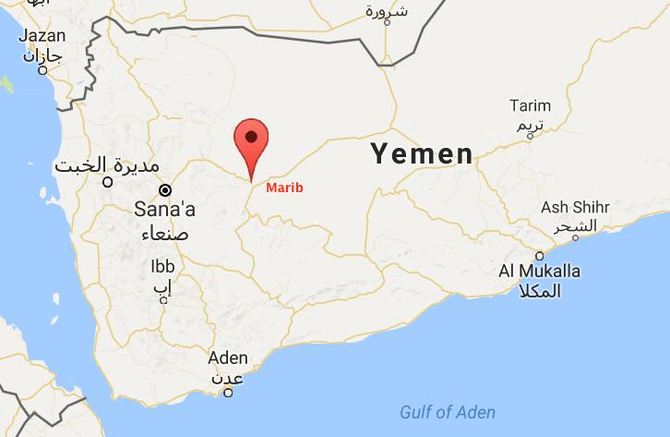 ابها
Jazan
جازان
شرورة
Tarim
تريم
Yemen
مديرة الخبت
Marib
Sana'a
صنعاء
Ash Shihr
الشحر
Ibb
إب
Al Mukalla
المكلا
Aden
عدن
Gulf of Aden